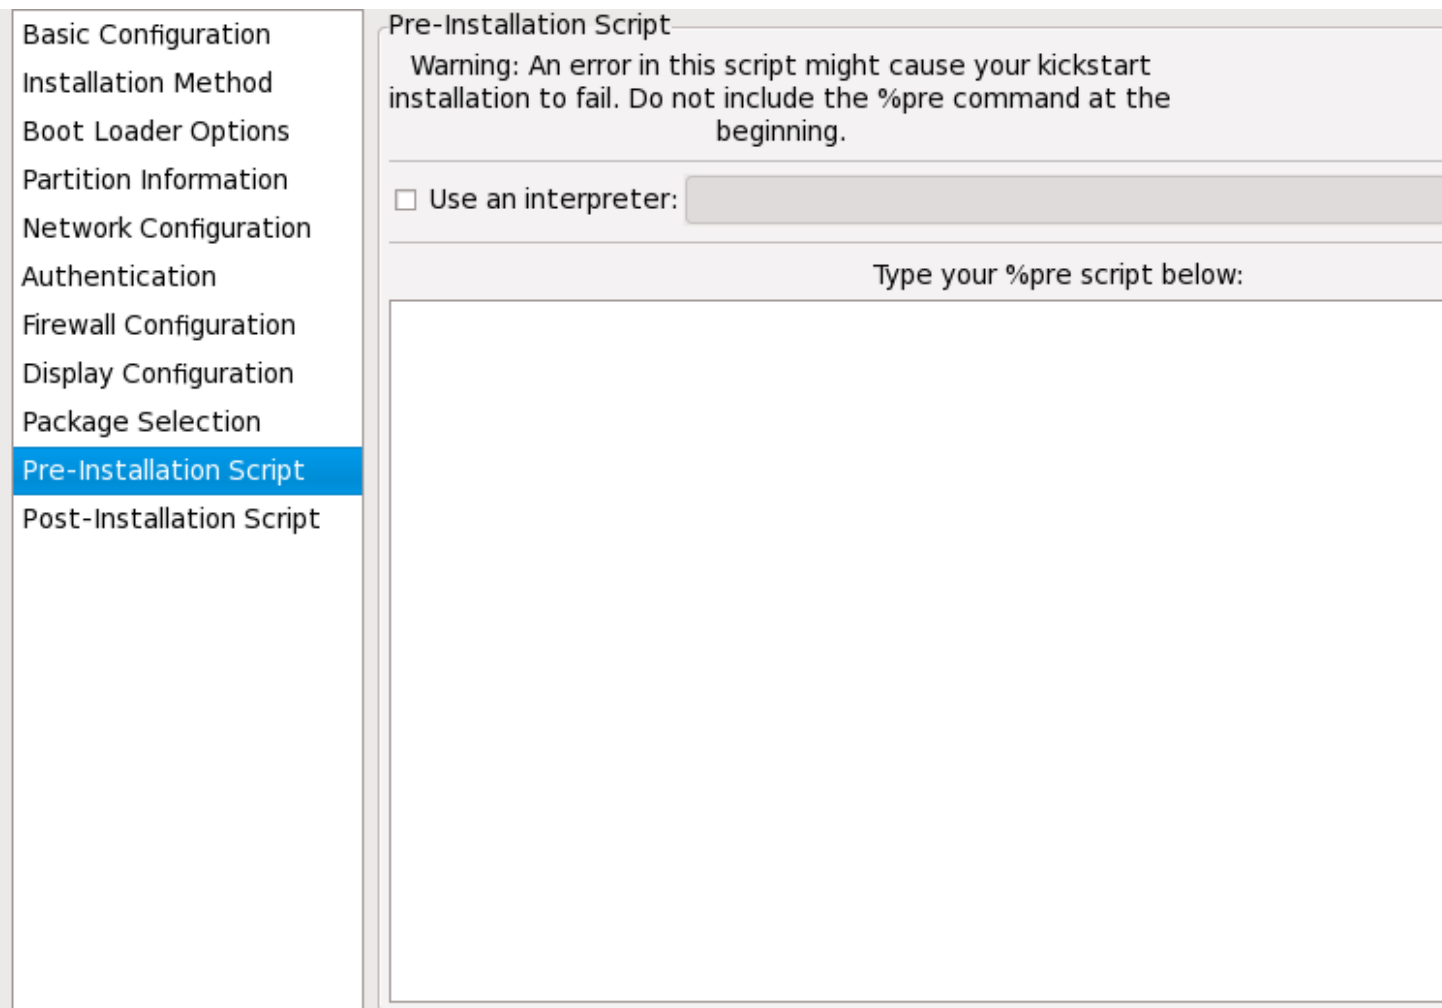 Basic Configuration
Installation Method
Boot Loader Options
Partition Information
Network Configuration
Authentication
Firewall Configuration
Display Configuration
Package Selection
Pre-Installation Script
Post-Installation Script
Pre-Installation Script
Warning: An error in this script might cause your kickstart
installation to fail. Do not include the %pre command at the
beginning.
Use an interpreter:
Type your %pre script below: